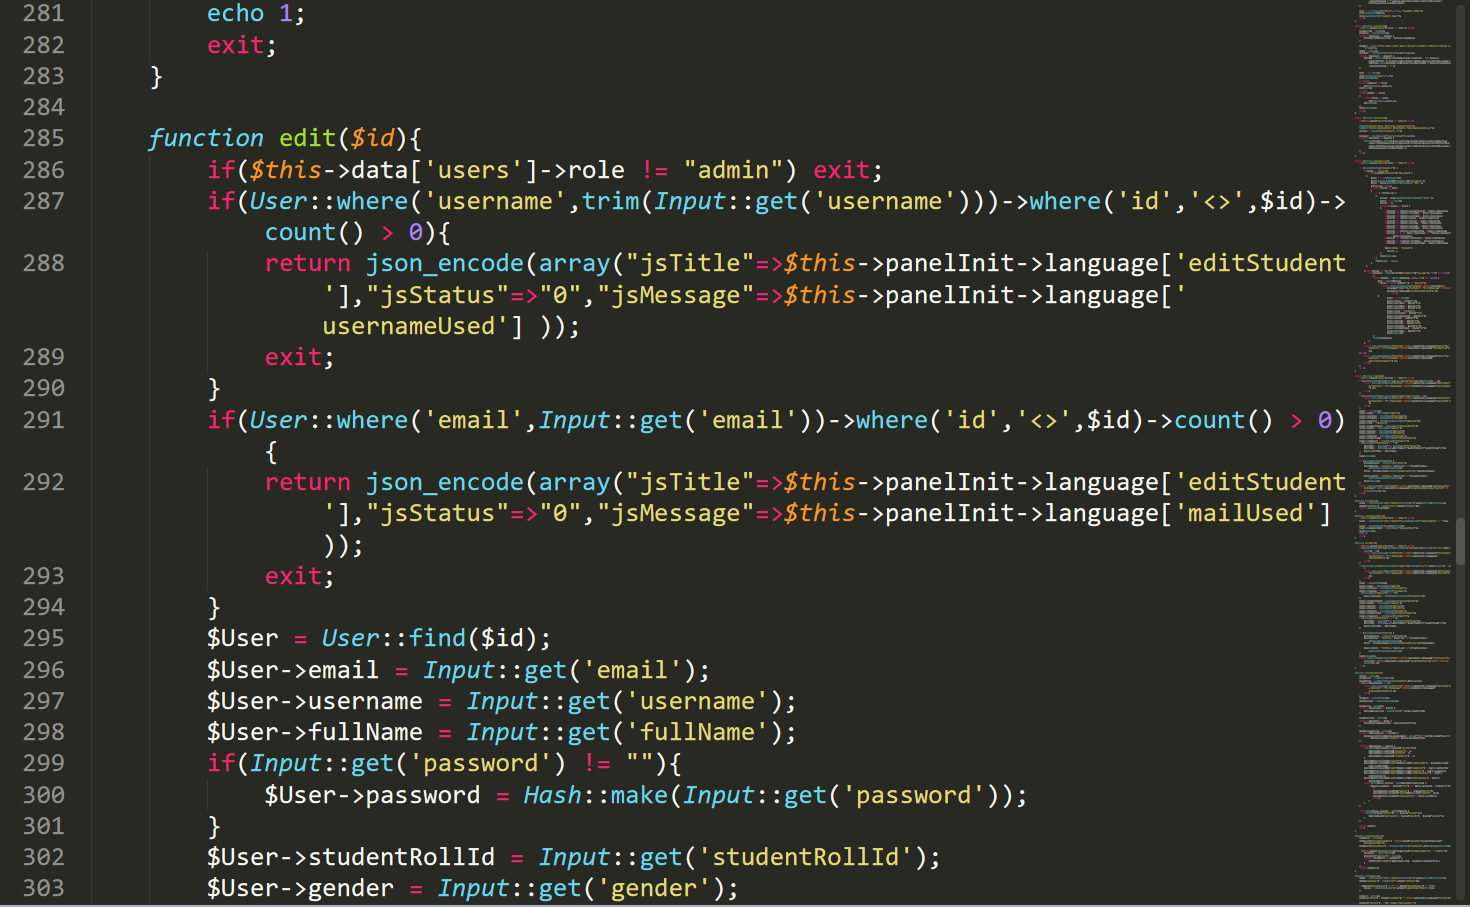 281 echo 1;
282 exit;
283 }
284
285 function edit($id){
286 if($this->data['users']->role != "admin") exit;
287 if(User::where('username',trim(Input::get('username')))->where('id','<>',$id)->
count() > 0){
288 return json_encode(array("jsTitle"=>$this->panelInit->language['editStudent
'],"jsStatus"=>"0","jsMessage"=>$this->panelInit->language['
usernameUsed'] ));
289 exit;
290 }
291 if(User::where('email',Input::get('email'))->where('id','<>',$id)->count() > 0)
{
292 return json_encode(array("jsTitle"=>$this->panelInit->language['editStudent
'],"jsStatus"=>"0","jsMessage"=>$this->panelInit->language['mailUsed']
));
293 exit;
294 }
295 $User = User::find($id);
296 $User->email = Input::get('email');
297 $User->username = Input::get('username');
298 $User->fullName = Input::get('fullName');
299 if(Input::get('password') != ""){
300 $User->password = Hash::make(Input::get('password'));
301 }
302 $User->studentRollId = Input::get('studentRollId');
303 $User->gender = Input::get('gender');